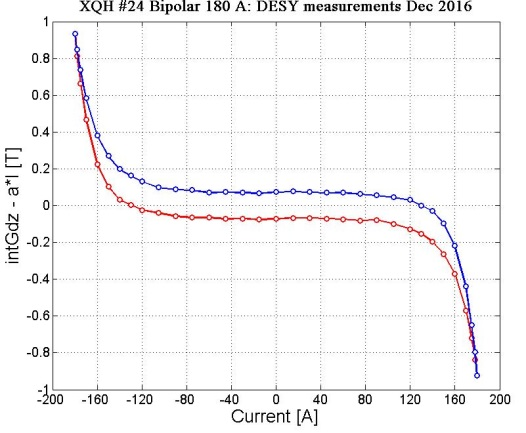 XQH #24 Bipolar 180 A: DESY measurements Dec 2016
1
0.8
0.6
0.4
0.2
0
-0.2
-0.4
-0.6
-0.8
-1
intGdz - a*I [T]
-200 -160 -120 -80 -40 0 40 80 120 160 200
Current [A]